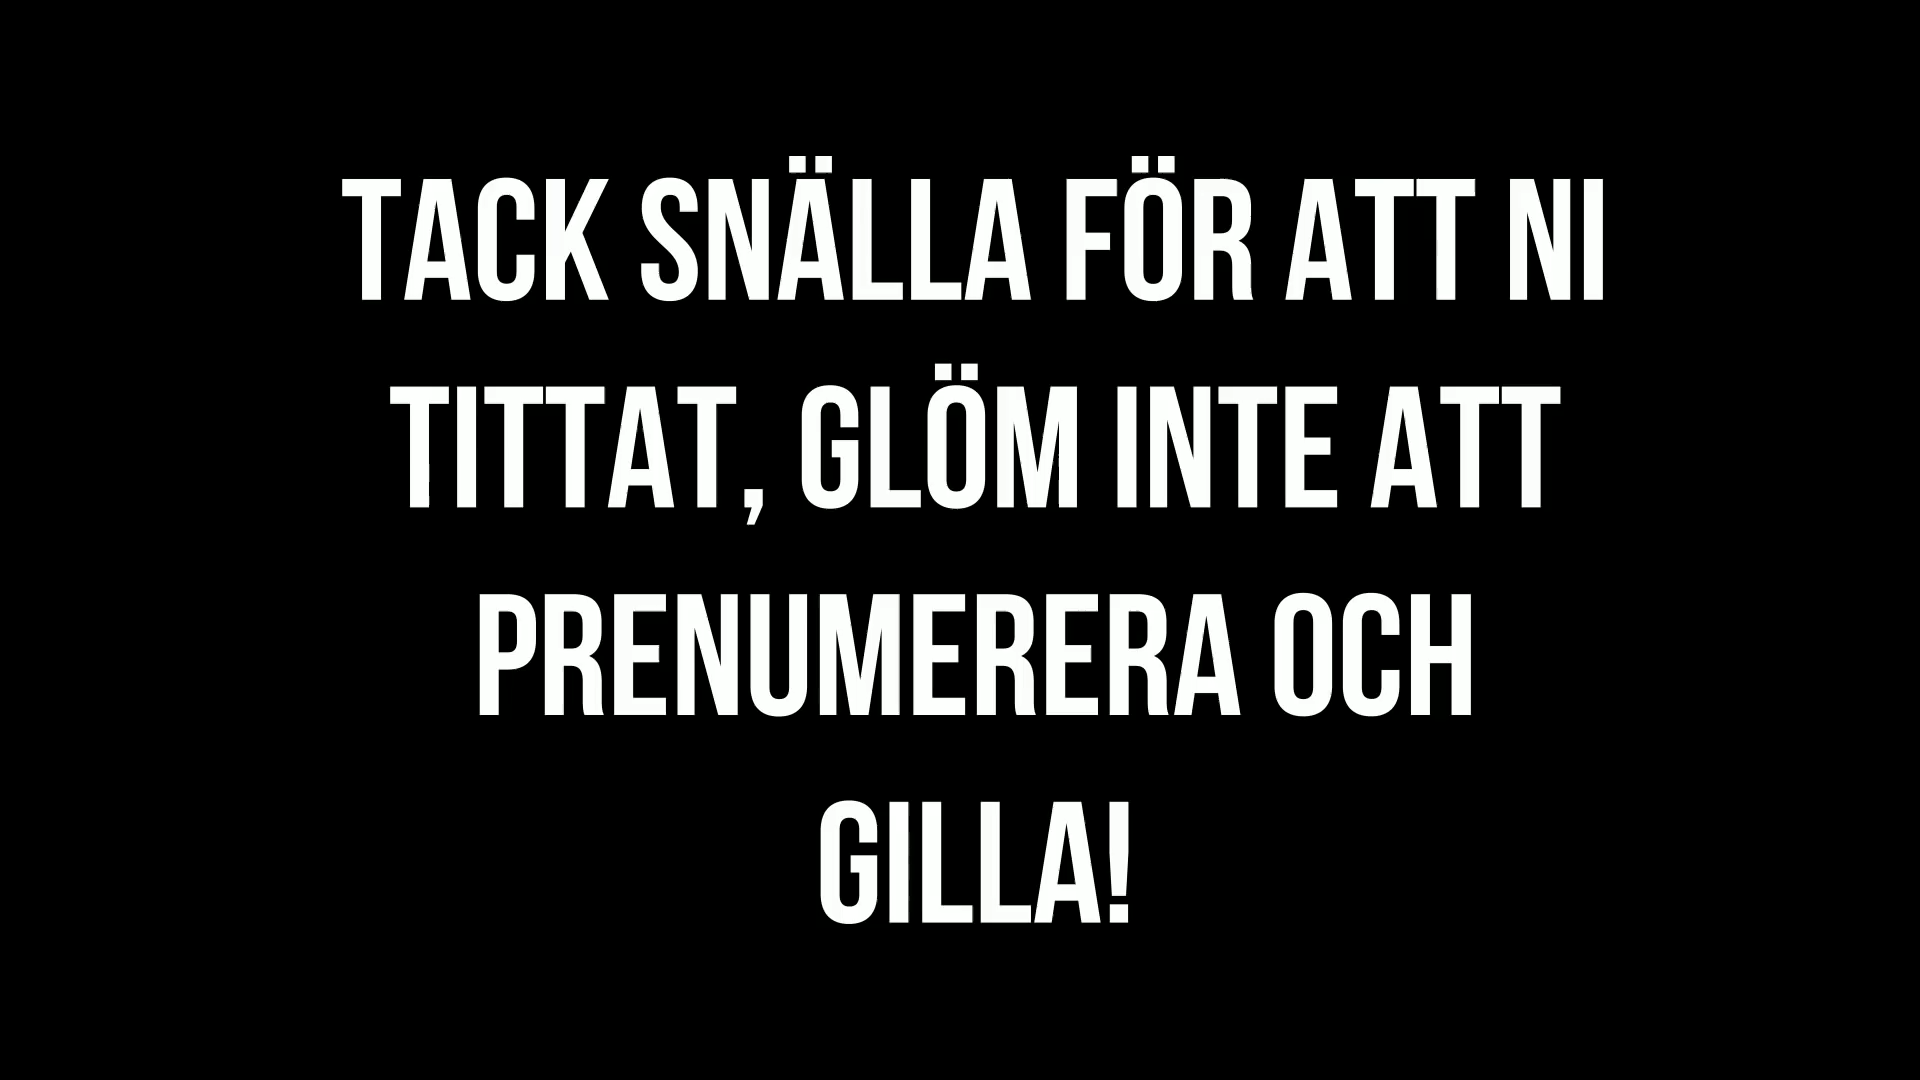 TACK SNÄLLA FÖR ATT NI
TITTAT, GLÖM INTE ATT
PRENUMERERA OCH
GILLA!